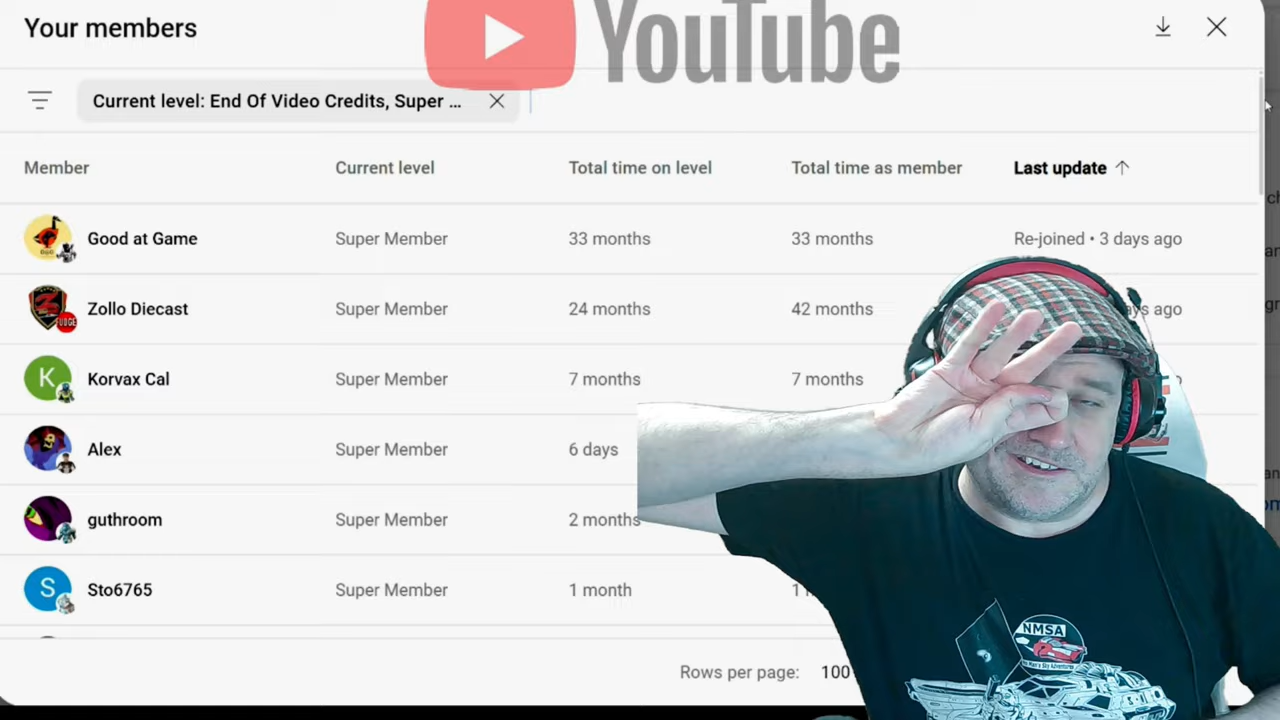 YouTube
Your members
Current level: End Of Video Credits, Super ...
Member Current level Total time on level Total time as member Last update
Good at Game Super Member 33 months 33 months Re-joined • 3 days ago
Zollo Diecast Super Member 24 months 42 months ago
FUDGE
K Korvax Cal Super Member 7 months 7 months
Alex Super Member 6 days
guthroom Super Member 2 months
S Sto6765 Super Member 1 month
Rows per page: 100
NMSA